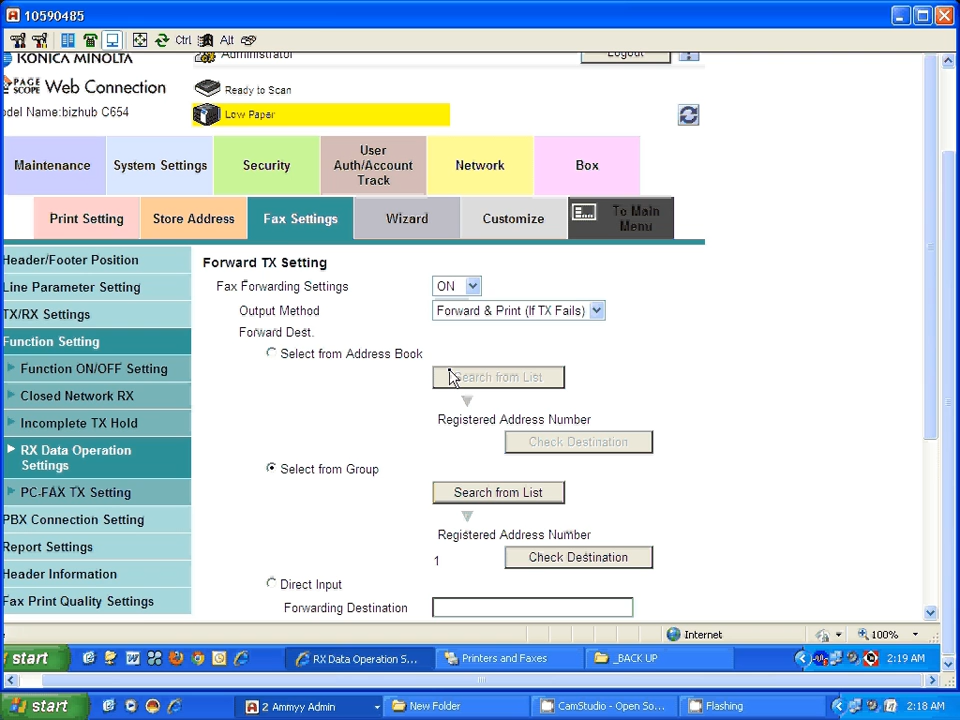 10590485
Ctrl Alt
KONICA MINOLTA
Administrator
Logout
PAGE SCOPE Web Connection
Ready to Scan
odel Name:bizhub C654
Low Paper
Maintenance
System Settings
Security
User Auth/Account Track
Network
Box
Print Setting
Store Address
Fax Settings
Wizard
Customize
To Main Menu
Header/Footer Position
Line Parameter Setting
TX/RX Settings
Function Setting
Function ON/OFF Setting
Closed Network RX
Incomplete TX Hold
RX Data Operation
Settings
PC-FAX TX Setting
PBX Connection Setting
Report Settings
Header Information
Fax Print Quality Settings
Forward TX Setting
Fax Forwarding Settings
ON
Output Method
Forward & Print (If TX Fails)
Forward Dest.
Select from Address Book
Search from List
Registered Address Number
Check Destination
Select from Group
Search from List
Registered Address Number
1
Check Destination
Direct Input
Forwarding Destination
Internet
100%
start
RX Data Operation S...
Printers and Faxes
_BACK UP
2:19 AM
start
2 Ammyy Admin
New Folder
CamStudio - Open So...
Flashing
2:18 AM